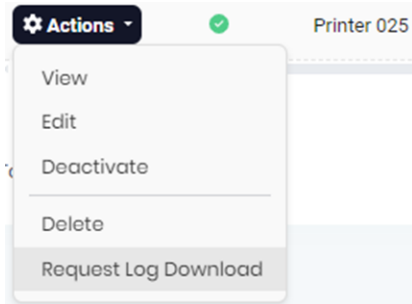 Actions
Printer 025
View
Edit
Deactivate
Delete
Request Log Download